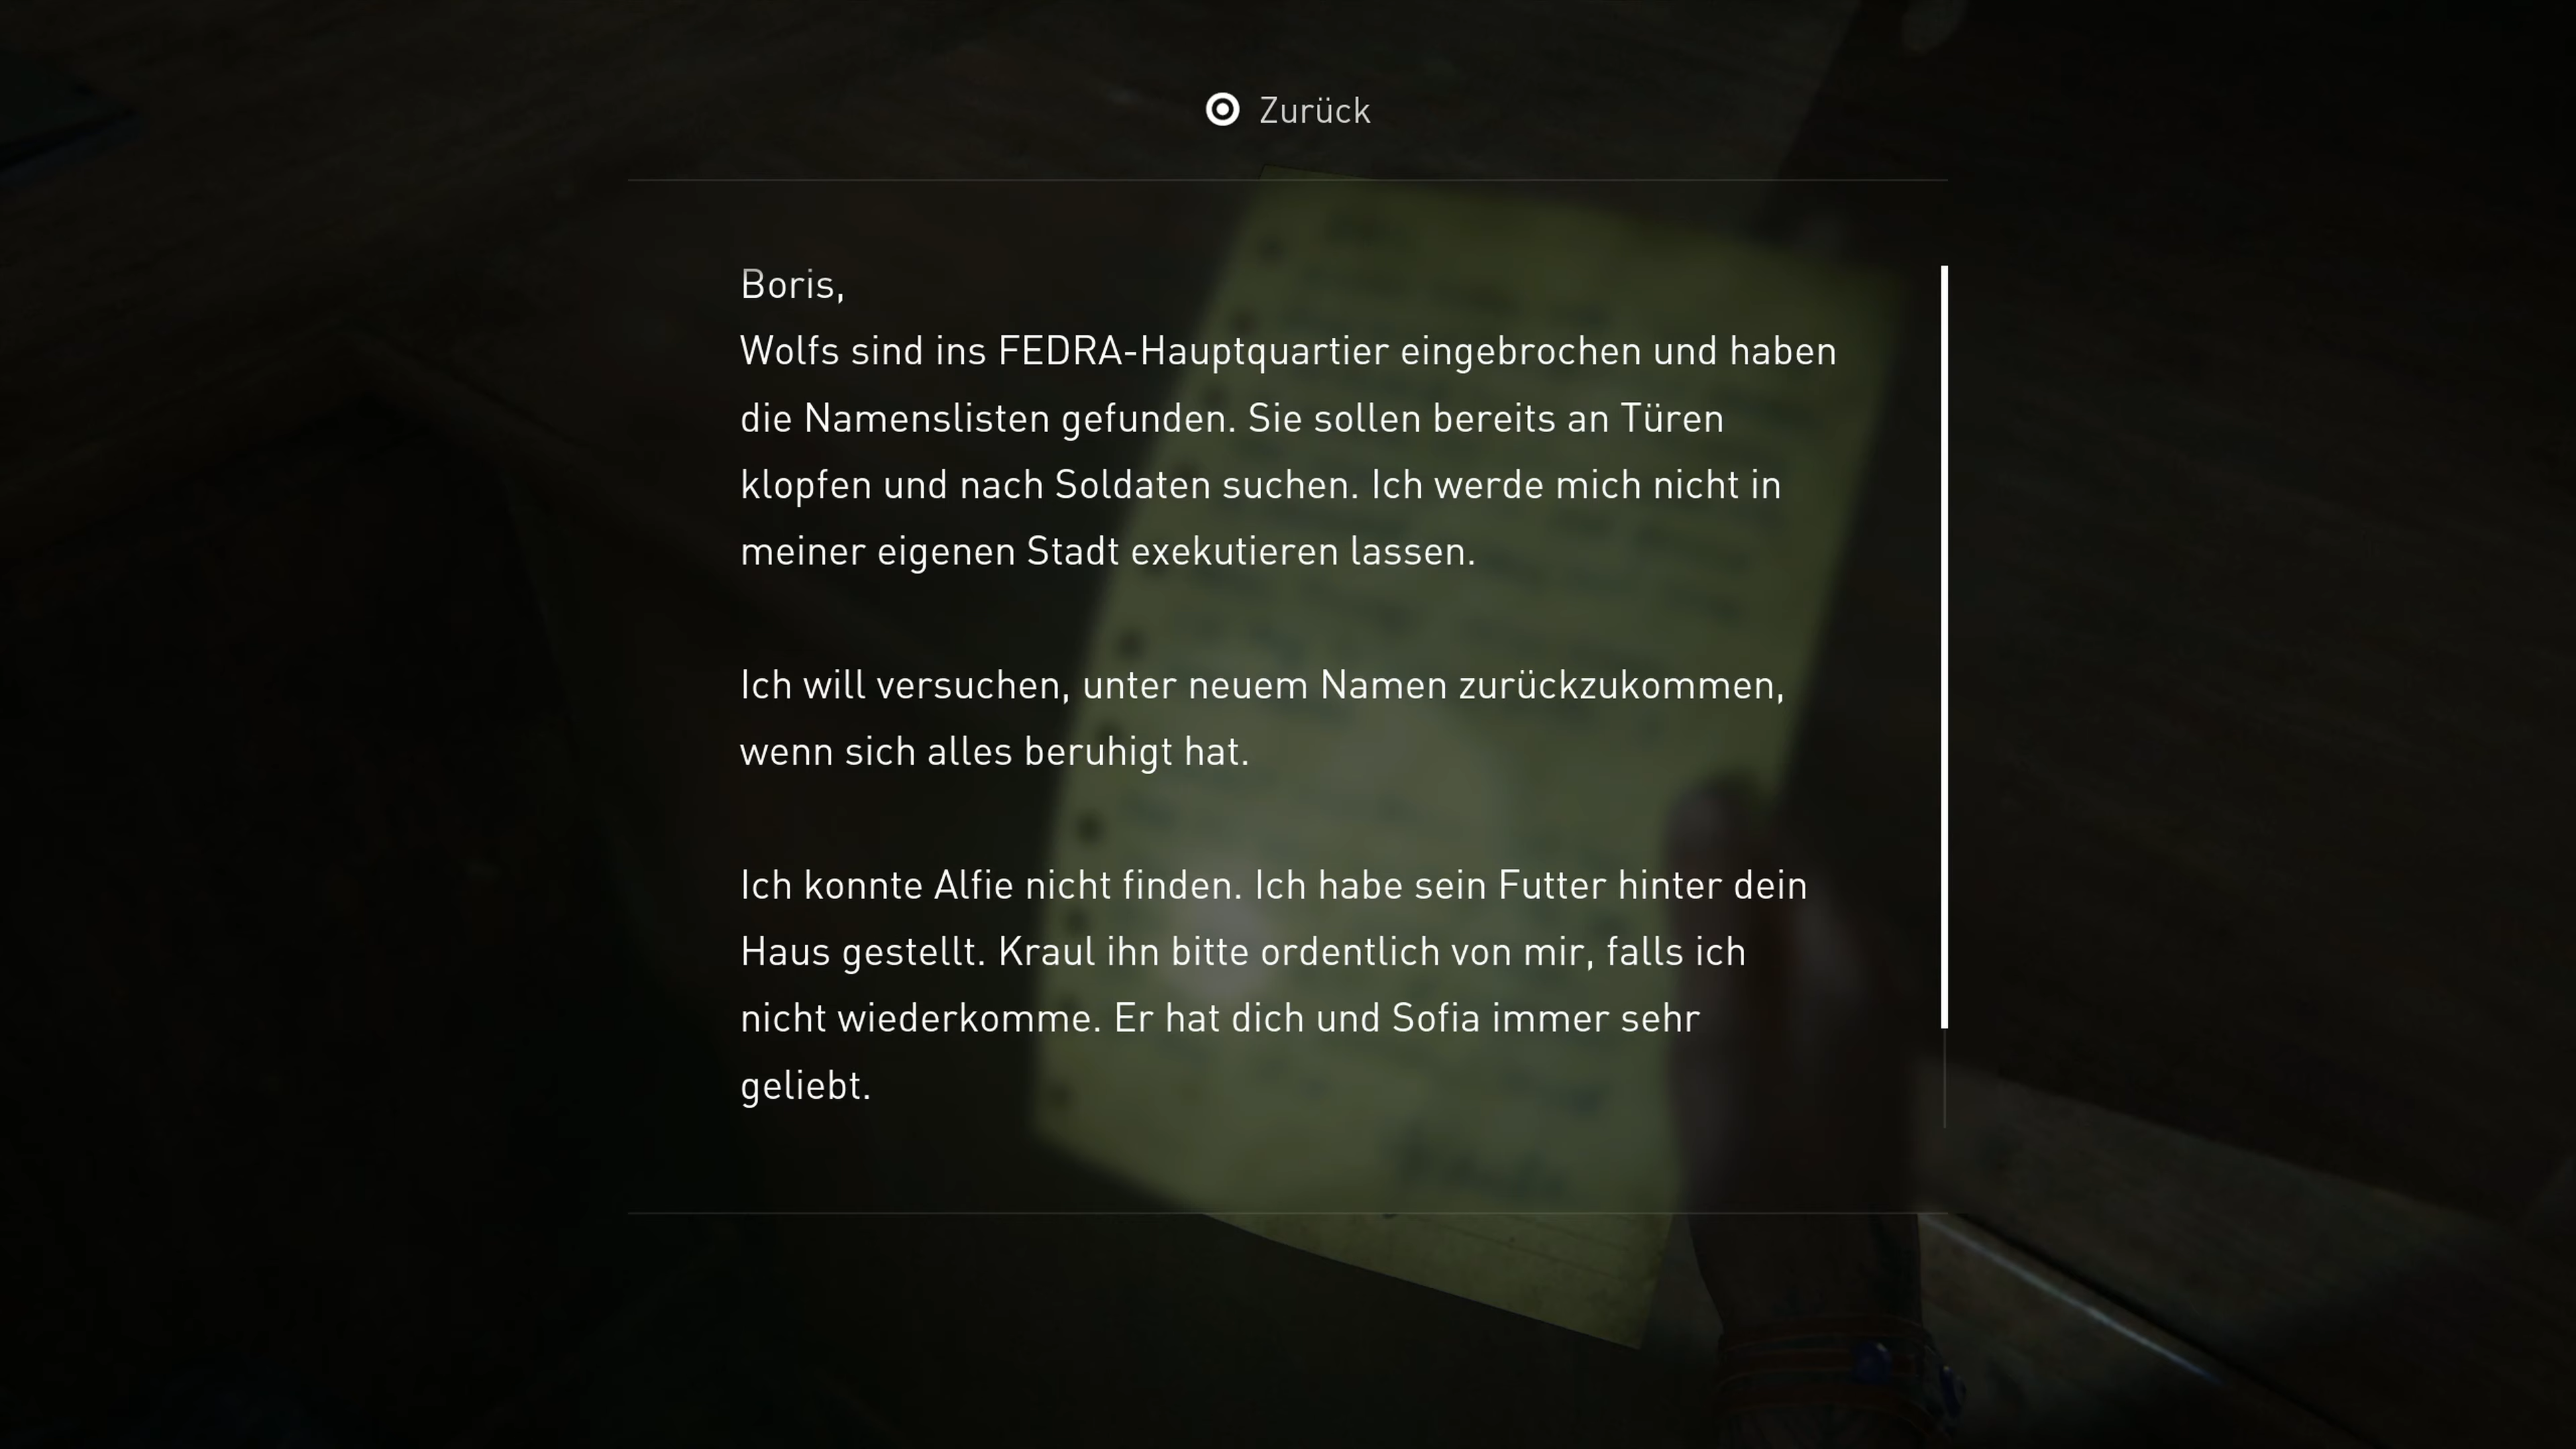 Zurück
Boris,
Wolfs sind ins FEDRA-Hauptquartier eingebrochen und haben
die Namenslisten gefunden. Sie sollen bereits an Türen
klopfen und nach Soldaten suchen. Ich werde mich nicht in
meiner eigenen Stadt exekutieren lassen.
Ich will versuchen, unter neuem Namen zurückzukommen,
wenn sich alles beruhigt hat.
Ich konnte Alfie nicht finden. Ich habe sein Futter hinter dein
Haus gestellt. Kraul ihn bitte ordentlich von mir, falls ich
nicht wiederkomme. Er hat dich und Sofia immer sehr
geliebt.